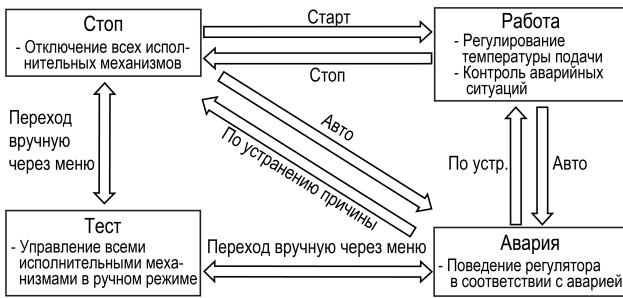 Стоп
- Отключение всех испол-
нительных механизмов
Старт
Стоп
Работа
- Регулирование
температуры подачи
- Контроль аварийных
ситуаций
Переход
вручную
через меню
Авто
По устранению причины
По устр.
Авто
Тест
- Управление всеми
исполнительными меха-
низмами в ручном режиме
Переход вручную через меню
Авария
- Поведение регулятора
в соответствии с аварией